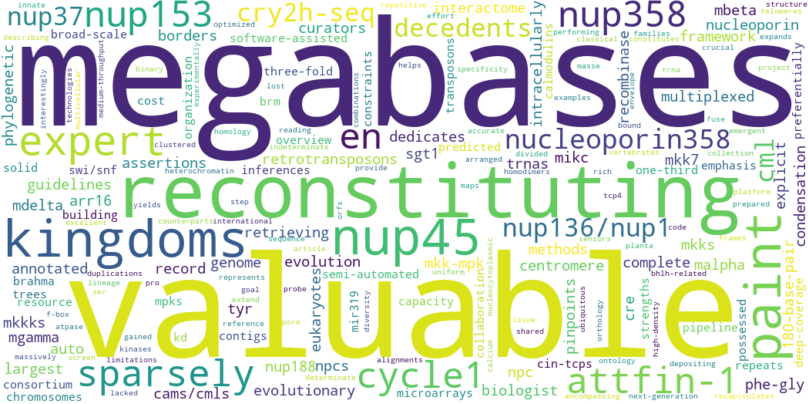 innate
nup37
nup153
cry2h-seq
interactome
nup358
mbeta
structure
repetitive
telomeres
describing
broad-scale
borders
curators
decedents
nucleoporin
expands
software-assisted
framework
megabases
phylogenetic
interestingly
technologies
medium-throughput
multicellular
cost
binary
organization
experimentally
three-fold
brm
lost
combinations
constraints
transposons
optimized
effort
specificity
intracellularly
calmodulins
classical
constitutes
families
performing
masse
recombinase
envelope
trna
crucial
project
multiplexed
examples
fuse
emergent
condensation
preferentially
expert
clustered
homology
reading
indeterminate
helps
en
dedicates
predicted
accurate
nucleoporin358
bound
vertebrates
collection
cml
explicit
solid
swi/snf
heterochromatin
overview
retrotransposons
sgt1
arranged
divided
mikc
one-third
emphasis
platform
assertions
inferences
provide
trnas
homodimers
rich
mkk7
maps
tcp4
prepared
guidelines
arr16
reconstituting
paint
180-base-pair
deep-coverage
mdelta
building
yields
step
counterparts
international
orfs
kingdoms
retrieving
sequence
article
nup45
nup136/nup1
code
excellent
annotated
record
genome
evolution
mkk-mpk
uniform
methods
sensors
planta
frames
brahma
trees
duplications
pro
lineage
represents
goal
semi-automated
extend
nucleocytoplasmic
collaboration
centromere
complete
malpha
bhlh-related
resource
mpks
ser
valuable
eukaryotes
mir319
diversity
capacity
cre
pinpoints
ubiquitous
orthology
strengths
high-density
mkks
possessed
pipeline
mkkks
f-box
atpase
tyr
reference
probe
pore
issue
shared
mgamma
auto
gained
kd
screen
contigs
largest
massively
kinases
limitations
lacked
nup188
npcs
calcium
npc
cin-tcps
ontology
depositing
repeats
consortium
chromosomes
sparsely
cams/cmls
evolutionary
alignments
determinate
cycle1
microarrays
biologist
encompassing
attfin-1
next-generation
phe-gly
recapitulates